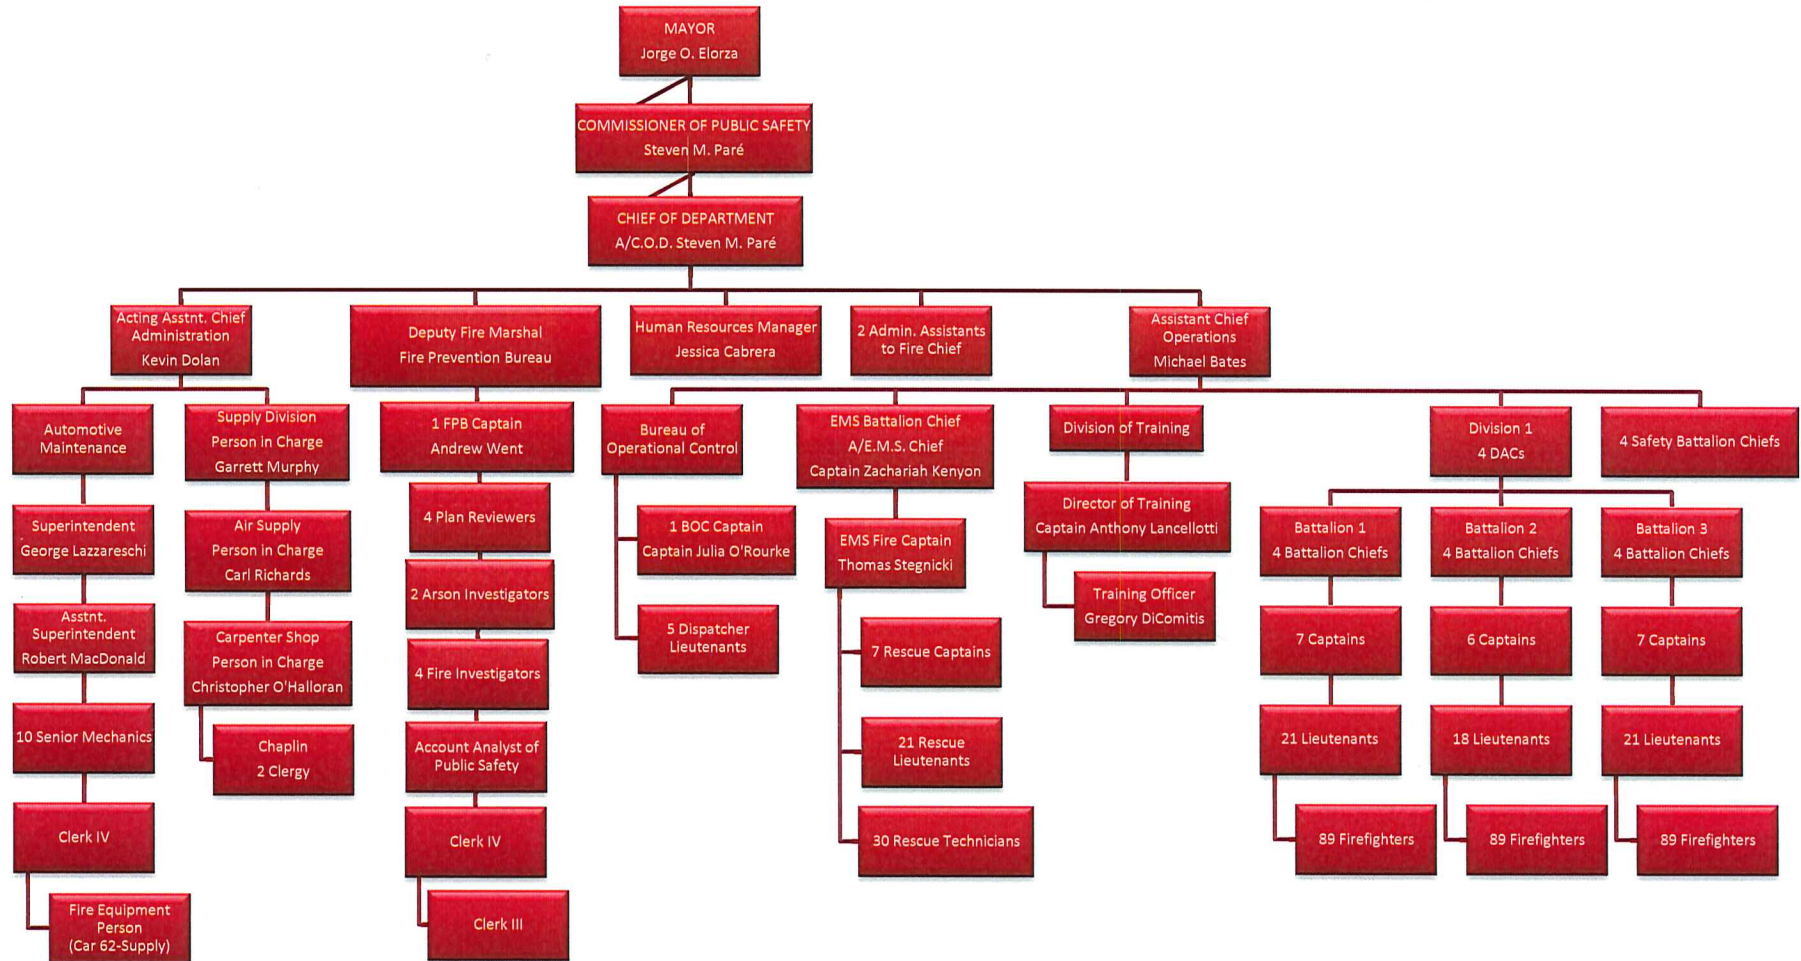 MAYOR
Jorge O. Elorza
COMMISSIONER OF PUBLIC SAFETY
Steven M. Paré
CHIEF OF DEPARTMENT
A/C.O.D. Steven M. Paré
Acting Asstnt. Chief
Administration
Kevin Dolan
Deputy Fire Marshal
Fire Prevention Bureau
Human Resources Manager
Jessica Cabrera
2 Admin. Assistants
to Fire Chief
Assistant Chief
Operations
Michael Bates
Automotive
Maintenance
Supply Division
Person in Charge
Garrett Murphy
1 FPB Captain
Andrew Went
Bureau of
Operational Control
EMS Battalion Chief
A/E.M.S. Chief
Captain Zachariah Kenyon
Division of Training
Division 1
4 DACs
4 Safety Battalion Chiefs
Superintendent
George Lazzareschi
Air Supply
Person in Charge
Carl Richards
4 Plan Reviewers
1 BOC Captain
Captain Julia O'Rourke
EMS Fire Captain
Thomas Stegnicki
Director of Training
Captain Anthony Lancellotti
Battalion 1
4 Battalion Chiefs
Battalion 2
4 Battalion Chiefs
Battalion 3
4 Battalion Chiefs
Asstnt.
Superintendent
Robert MacDonald
Carpenter Shop
Person in Charge
Christopher O'Halloran
2 Arson Investigators
5 Dispatcher
Lieutenants
7 Rescue Captains
Training Officer
Gregory DiComitis
7 Captains
6 Captains
7 Captains
10 Senior Mechanics
Chaplin
2 Clergy
4 Fire Investigators
Account Analyst of
Public Safety
21 Rescue
Lieutenants
21 Lieutenants
18 Lieutenants
21 Lieutenants
Clerk IV
Clerk IV
30 Rescue Technicians
89 Firefighters
89 Firefighters
89 Firefighters
Fire Equipment
Person
(Car 62-Supply)
Clerk III